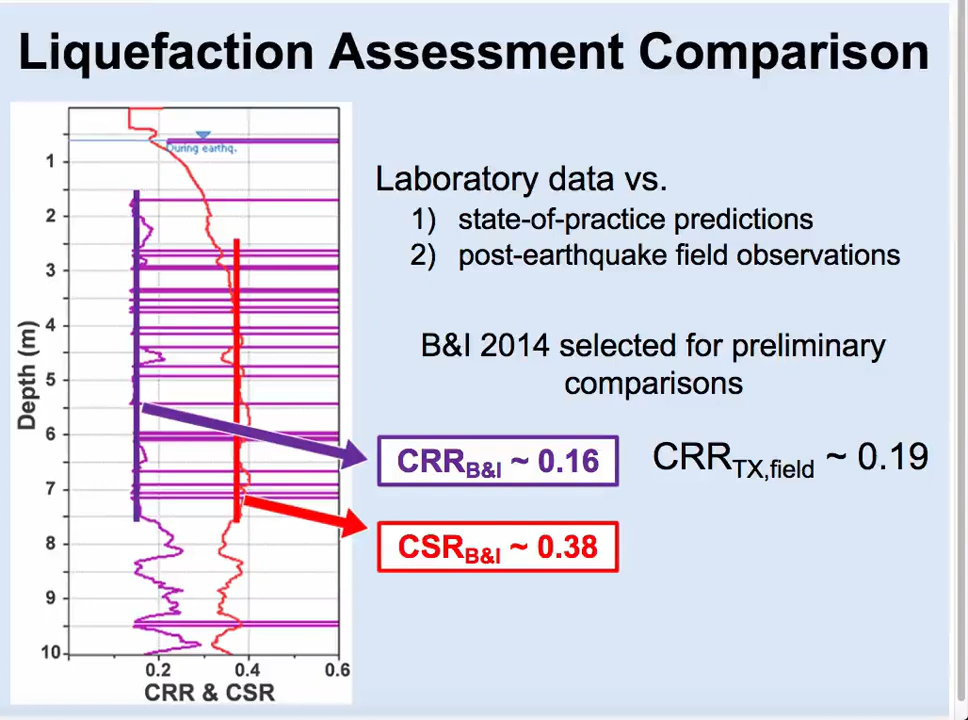 Liquefaction Assessment Comparison
During earthq.
1
2
3
4
5
6
7
8
9
10
Depth (m)
0.2 0.4 0.6
CRR & CSR
Laboratory data vs.
1) state-of-practice predictions
2) post-earthquake field observations
B&I 2014 selected for preliminary
comparisons
CRRB&I ~ 0.16
CRRTX,field ~ 0.19
CSRB&I ~ 0.38